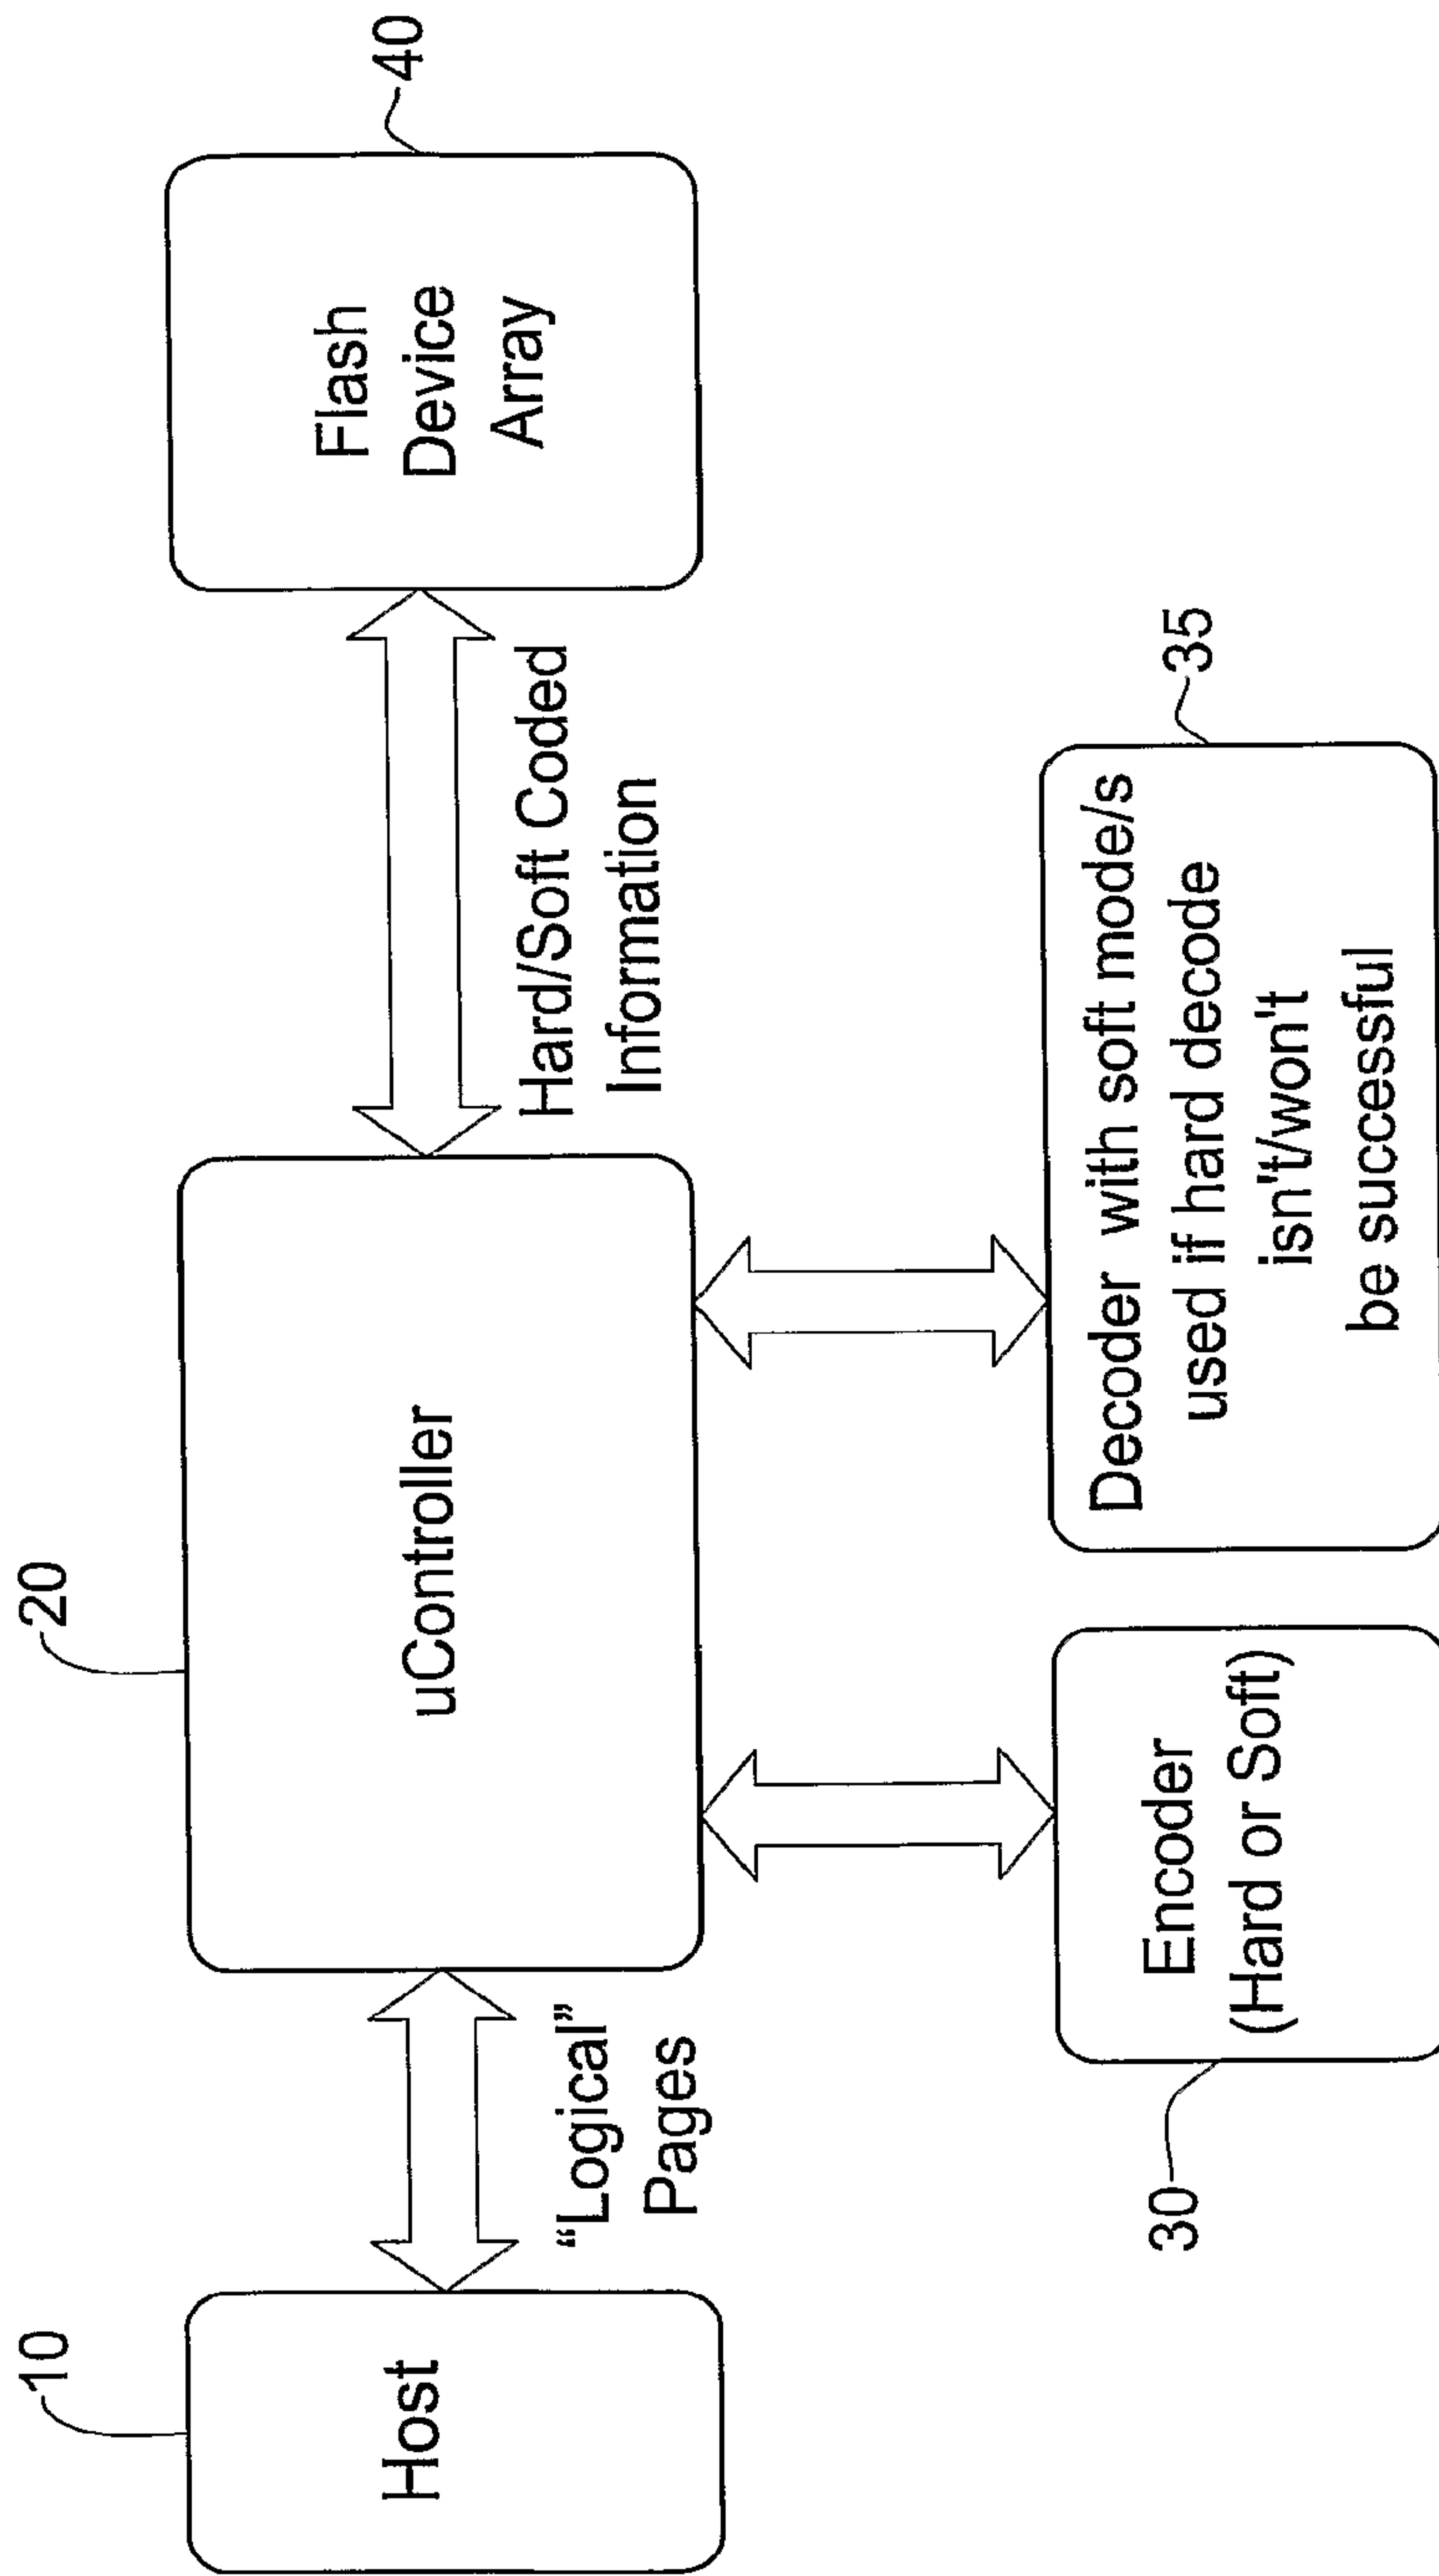 10
20
40
Host
"Logical"
Pages
uController
Hard/Soft Coded
Information
Flash
Device
Array
30
Encoder
(Hard or Soft)
Decoder with soft mode/s
used if hard decode
isn't/won't
be successful
35